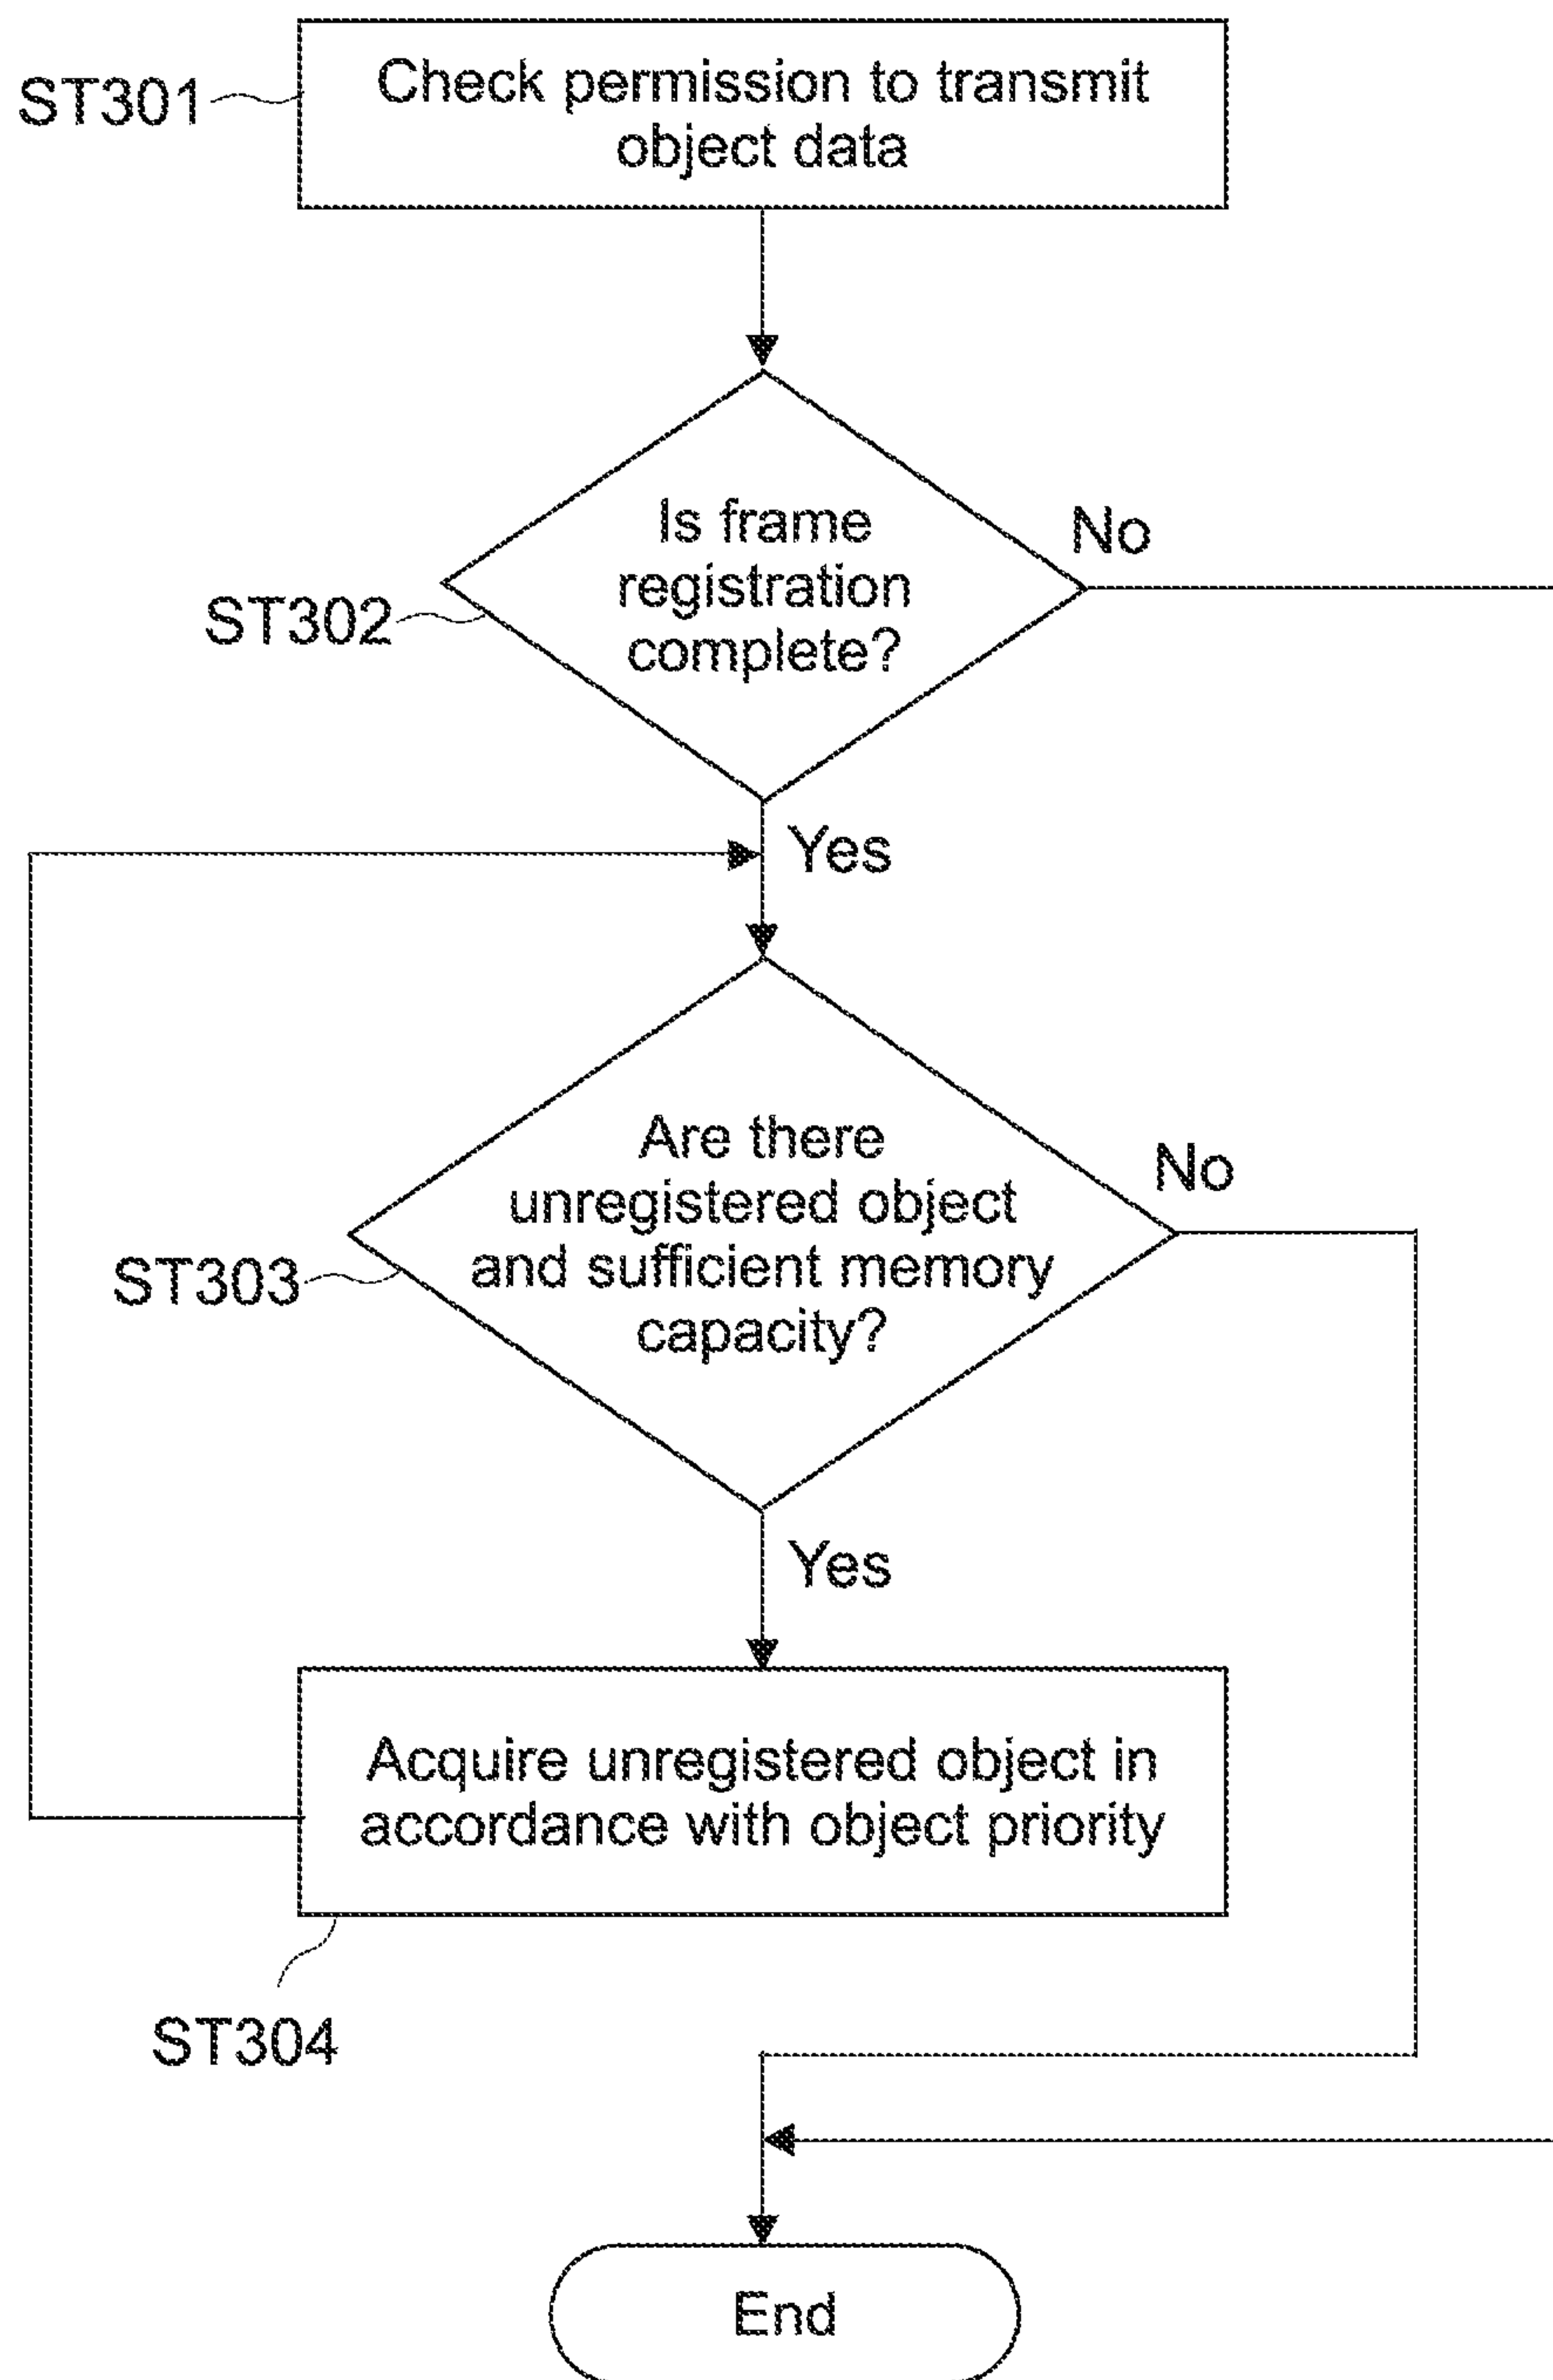 ST301
Check permission to transmit
object data
Is frame
registration
complete?
No
ST302
Yes
Are there
unregistered object
and sufficient memory
capacity?
No
ST303
Yes
Acquire unregistered object in
accordance with object priority
ST304
End